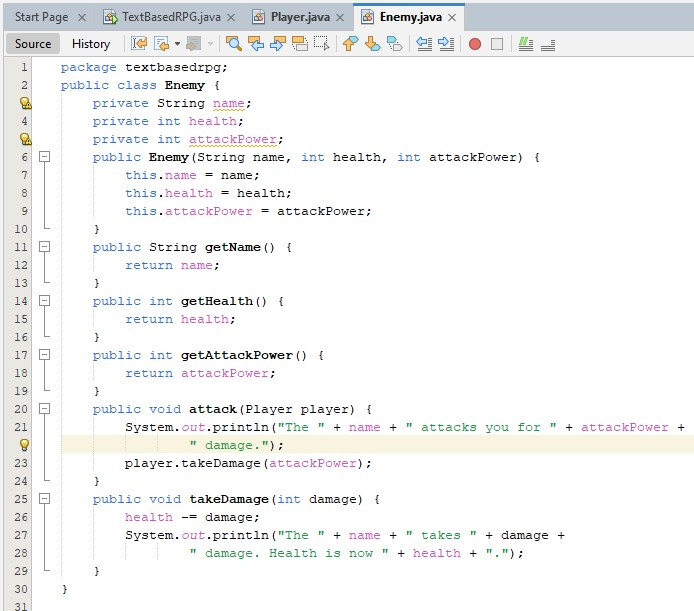 Start Page TextBasedRPG.java Player.java Enemy.java
Source History
1 package textbasedrpg;
2 public class Enemy {
private String name;
4 private int health;
private int attackPower;
6 public Enemy(String name, int health, int attackPower) {
7 this.name = name;
8 this.health = health;
9 this.attackPower = attackPower;
10 }
11 public String getName() {
12 return name;
13 }
14 public int getHealth() {
15 return health;
16 }
17 public int getAttackPower() {
18 return attackPower;
19 }
20 public void attack(Player player) {
21 System.out.println("The " + name + " attacks you for " + attackPower +
" damage.");
23 player.takeDamage(attackPower);
24 }
25 public void takeDamage(int damage) {
26 health -= damage;
27 System.out.println("The " + name + " takes " + damage +
28 " damage. Health is now " + health + ".");
29 }
30 }
31